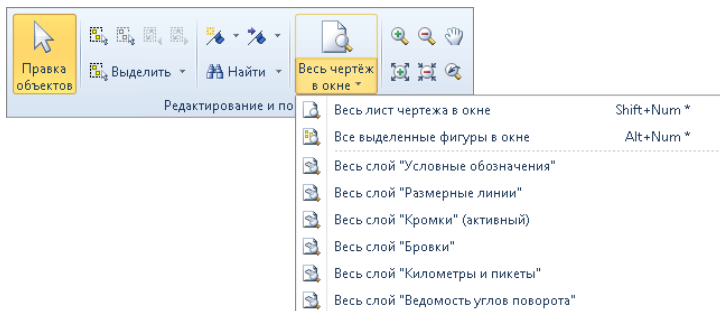 Правка
объектов
Выделить
Найти
Весь чертёж
в окне
Редактирование и по
Весь лист чертежа в окне Shift+Num *
Все выделенные фигуры в окне Alt+Num *
Весь слой "Условные обозначения"
Весь слой "Размерные линии"
Весь слой "Кромки" (активный)
Весь слой "Бровки"
Весь слой "Километры и пикеты"
Весь слой "Ведомость углов поворота"